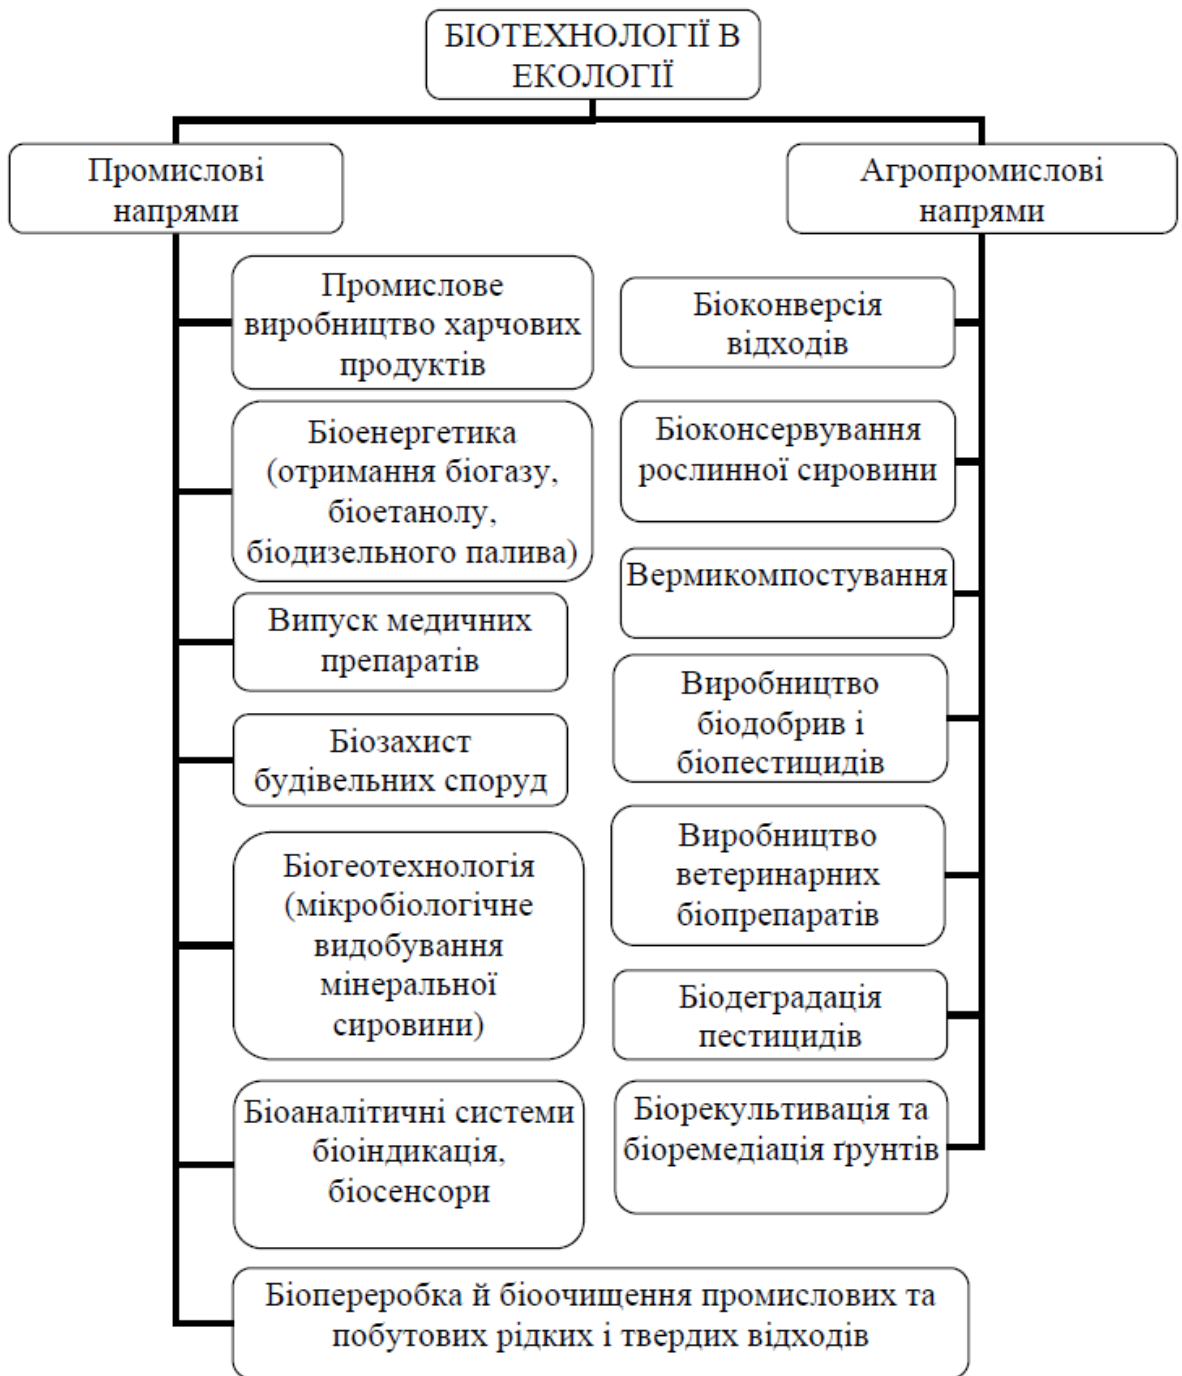 БІОТЕХНОЛОГІЇ В
ЕКОЛОГІЇ
Промислові
напрями
Агропромислові
напрями
Промислове
виробництво харчових
продуктів
Біоенергетика
(отримання біогазу,
біоетанолу,
біодизельного палива)
Випуск медичних
препаратів
Біозахист
будівельних споруд
Біогеотехнологія
(мікробіологічне
видобування
мінеральної
сировини)
Біоаналітичні системи
біоіндикація,
біосенсори
Біопереробка й біоочищення промислових та
побутових рідких і твердих відходів
Біоконверсія
відходів
Біоконсервування
рослинної сировини
Вермикомпостування
Виробництво
біодобрив і
біопестицидів
Виробництво
ветеринарних
біопрепаратів
Біодеградація
пестицидів
Біорекультивація та
біоремедіація ґрунтів